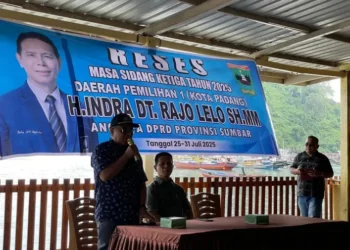 RESES
MASA SIDANG KETIGA TAHUN 2025
DAERAH PEMILIHAN 1 (KOTA PADANG)
H.INDRA DT. RAJO LELO SH.MM
DPRD PROVINSI SUMBAR
Tanggal 25-31 Juli 2025